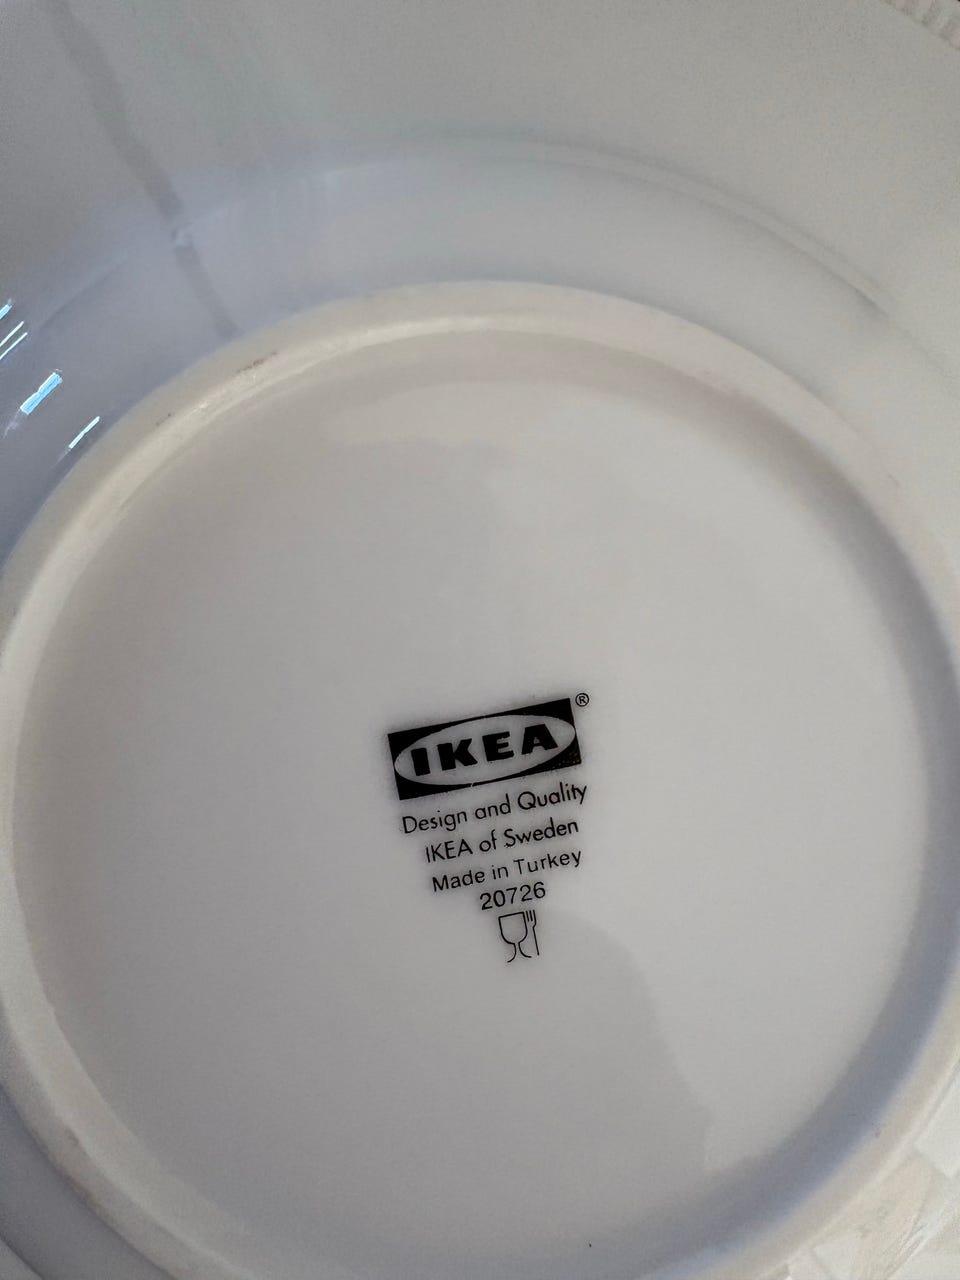 IKEA®
Design and Quality
IKEA of Sweden
Made in Turkey
20726